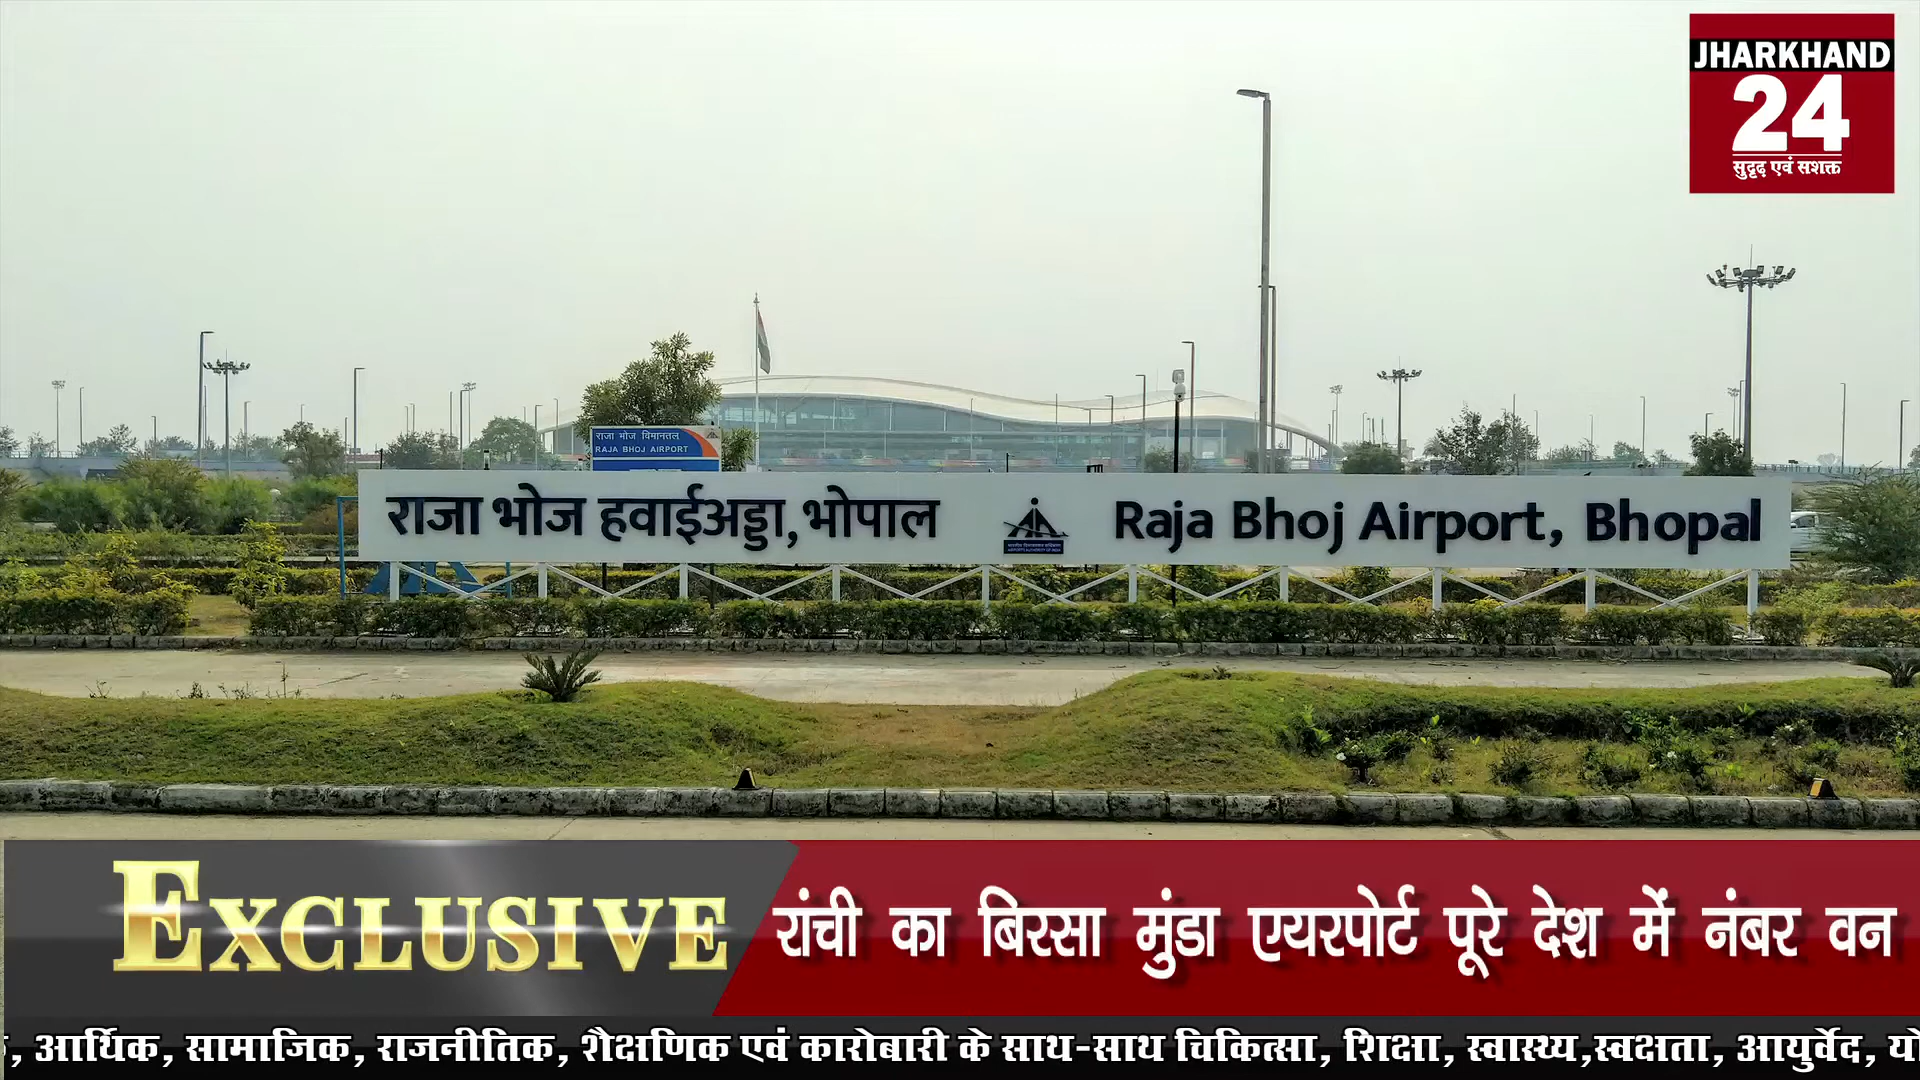 JHARKHAND
24
सुदृढ़ एवं सशक्त
राजा भोज विमानतल
RAJA BHOJ AIRPORT
राजा भोज हवाईअड्डा,भोपाल
Raja Bhoj Airport, Bhopal
EXCLUSIVE
रांची का बिरसा मुंडा एयरपोर्ट पूरे देश में नंबर वन
, आर्थिक, सामाजिक, राजनीतिक, शैक्षणिक एवं कारोबारी के साथ-साथ चिकित्सा, शिक्षा, स्वास्थ्य,स्वक्षता, आयुर्वेद,